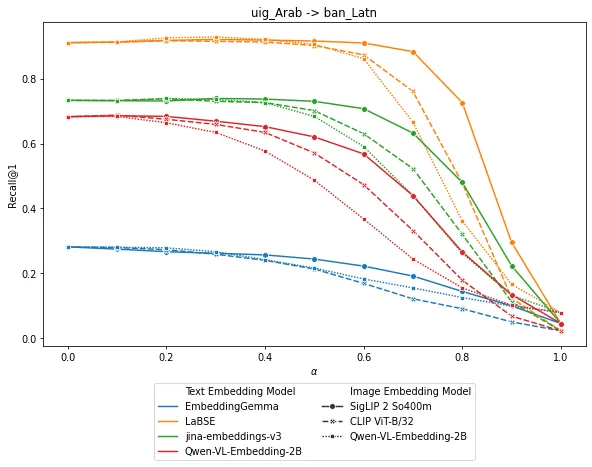 uig_Arab -> ban_Latn
Recall@1
0.8
0.6
0.4
0.2
0.0
0.0 0.2 0.4 0.6 0.8 1.0
α
Text Embedding Model Image Embedding Model
EmbeddingGemma SigLIP 2 So400m
LaBSE CLIP ViT-B/32
jina-embeddings-v3 Qwen-VL-Embedding-2B
Qwen-VL-Embedding-2B